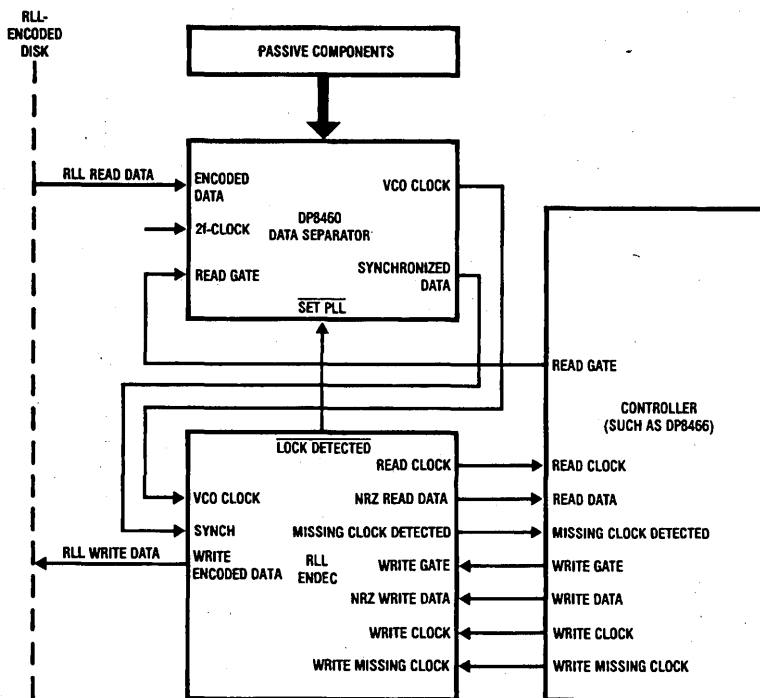 RLL-
ENCODED
DISK
PASSIVE COMPONENTS
RLL READ DATA
ENCODED
DATA
VCO CLOCK
2f-CLOCK
DP8460
DATA SEPARATOR
READ GATE
SYNCHRONIZED
DATA
SET PLL
READ GATE
CONTROLLER
(SUCH AS DP8466)
LOCK DETECTED
READ CLOCK
READ CLOCK
VCO CLOCK
NRZ READ DATA
READ DATA
SYNCH
MISSING CLOCK DETECTED
MISSING CLOCK DETECTED
RLL WRITE DATA
WRITE
ENCODED DATA
RLL
ENDEC
WRITE GATE
WRITE GATE
NRZ WRITE DATA
WRITE DATA
WRITE CLOCK
WRITE CLOCK
WRITE MISSING CLOCK
WRITE MISSING CLOCK